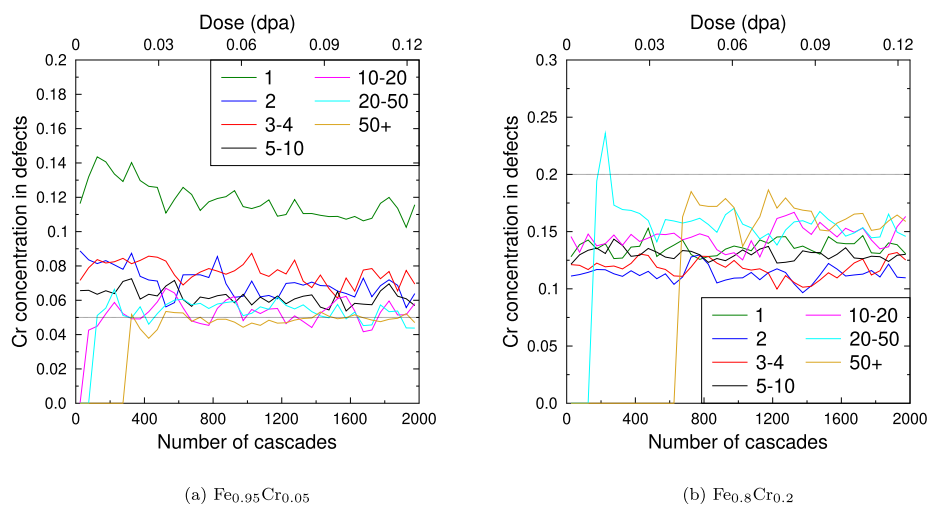 Dose (dpa)
0 0.03 0.06 0.09 0.12
0.2
0.18
0.16
0.14
0.12
0.1
0.08
0.06
0.04
0.02
0.0
Cr concentration in defects
1 10-20
2 20-50
3-4 50+
5-10
0 400 800 1200 1600 2000
Number of cascades
(a) Fe0.95Cr0.05
Dose (dpa)
0 0.03 0.06 0.09 0.12
0.3
0.25
0.2
0.15
0.1
0.05
0.0
Cr concentration in defects
1 10-20
2 20-50
3-4 50+
5-10
0 400 800 1200 1600 2000
Number of cascades
(b) Fe0.8Cr0.2